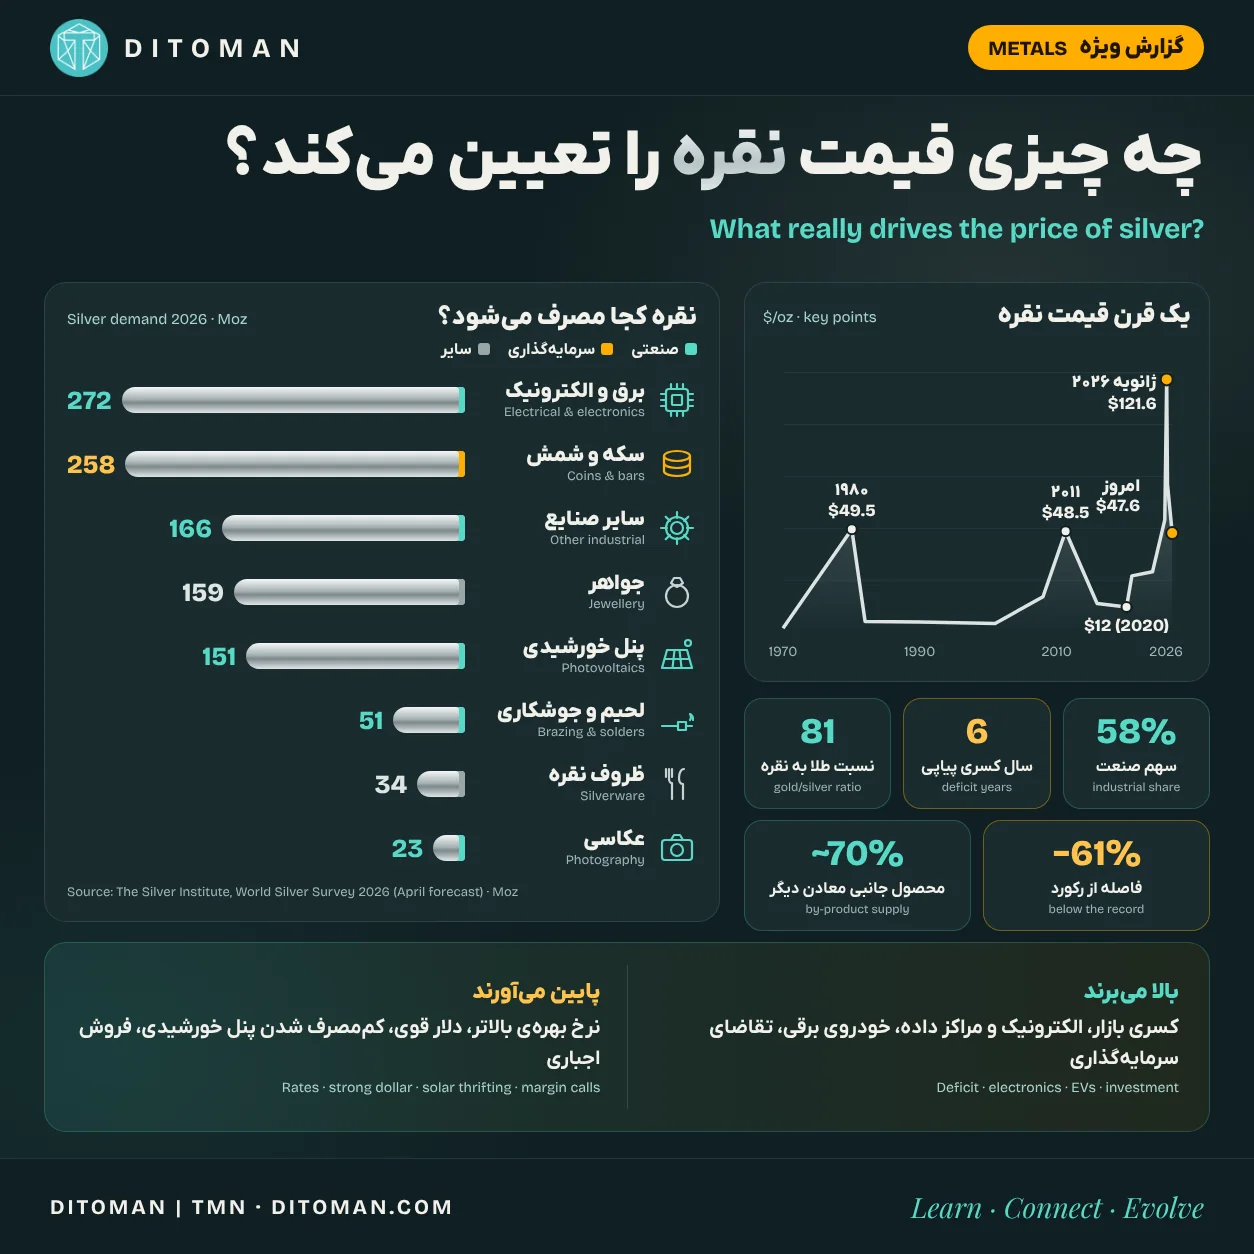 DITOMAN
گزارش ویژه METALS
چه چیزی قیمت نقره را تعیین می‌کند؟
What really drives the price of silver?
نقره کجا مصرف می‌شود؟
Silver demand 2026 · Moz
صنعتی
سرمایه‌گذاری
سایر
برق و الکترونیک
Electrical & electronics
272
سکه و شمش
Coins & bars
258
سایر صنایع
Other industrial
166
جواهر
Jewellery
159
پنل خورشیدی
Photovoltaics
151
لحیم و جوشکاری
Brazing & solders
51
ظروف نقره
Silverware
34
عکاسی
Photography
23
Source: The Silver Institute, World Silver Survey 2026 (April forecast) · Moz
یک قرن قیمت نقره
$/oz · key points
ژانویه ۲۰۲۶
$121.6
۱۹۸۰
$49.5
۲۰۱۱
$48.5
امروز
$47.6
$12 (2020)
1970
1990
2010
2026
58%
سهم صنعت
industrial share
6
سال کسری پیاپی
deficit years
81
نسبت طلا به نقره
gold/silver ratio
−61%
فاصله از رکورد
below the record
~70%
محصول جانبی معادن دیگر
by-product supply
بالا می‌برند
کسری بازار، الکترونیک و مراکز داده، خودروی برقی، تقاضای
سرمایه‌گذاری
Deficit · electronics · EVs · investment
پایین می‌آورند
نرخ بهره‌ی بالاتر، دلار قوی، کم‌مصرف شدن پنل خورشیدی، فروش
اجباری
Rates · strong dollar · solar thrifting · margin calls
DITOMAN | TMN · DITOMAN.COM
Learn · Connect · Evolve